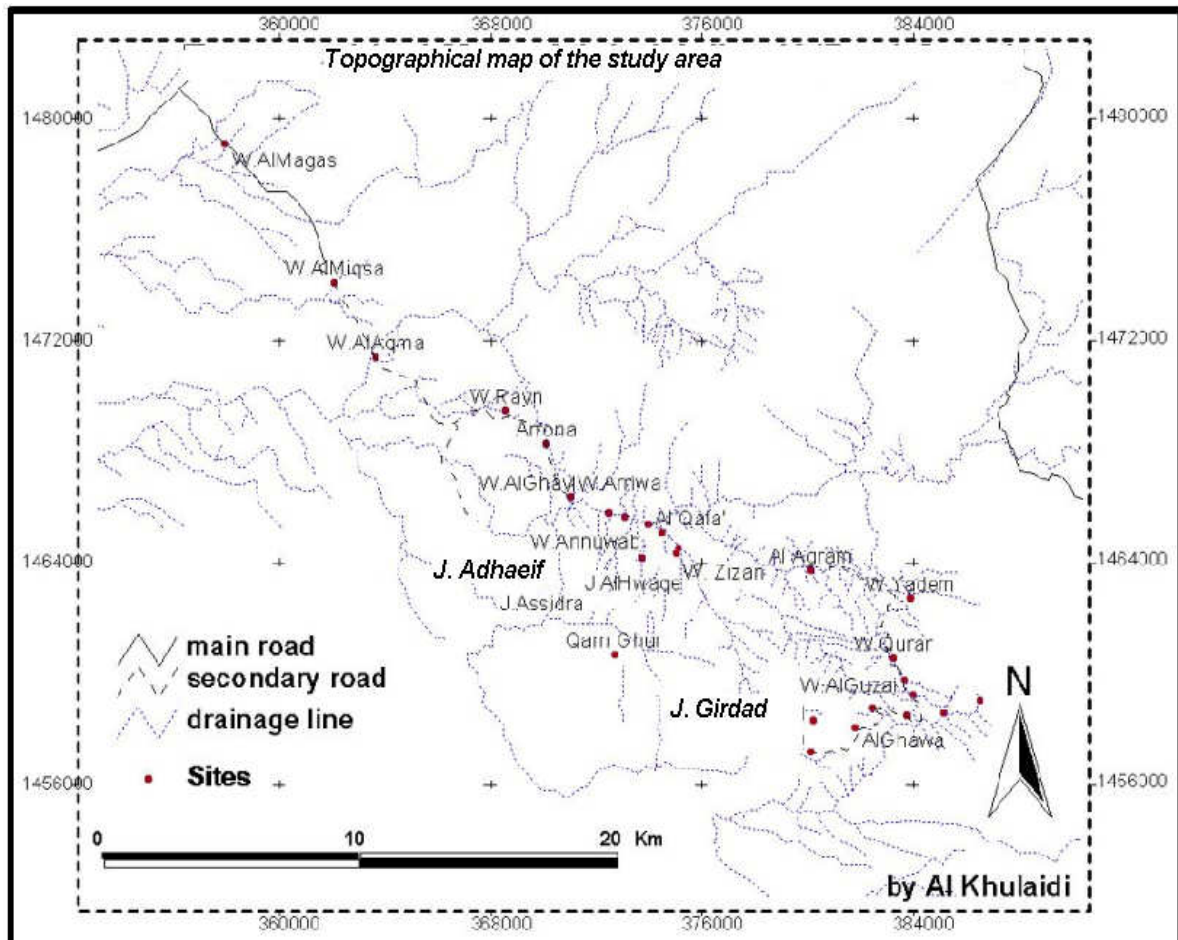 360000 368000 376000 384000
Topographical map of the study area
1480000 1480000
W.AlMagas
W.AlMiqsa
1472000 1472000
W.AlAqma
W.Rayn
W.AlGhayl W.Amwa
Al Qafa'
W.Annuwab
1464000 1464000
J. Adhaeif
W. Zizan
Al Agram
J.AlHwaqe
W.Yadem
J.Assidra
main road
Qarn Ghul
W.Qurar
secondary road
W.AlGuzai
N
drainage line
J. Girdad
AlGhawa
Sites
1456000 1456000
0 10 20 Km
by Al Khulaidi
360000 368000 376000 384000